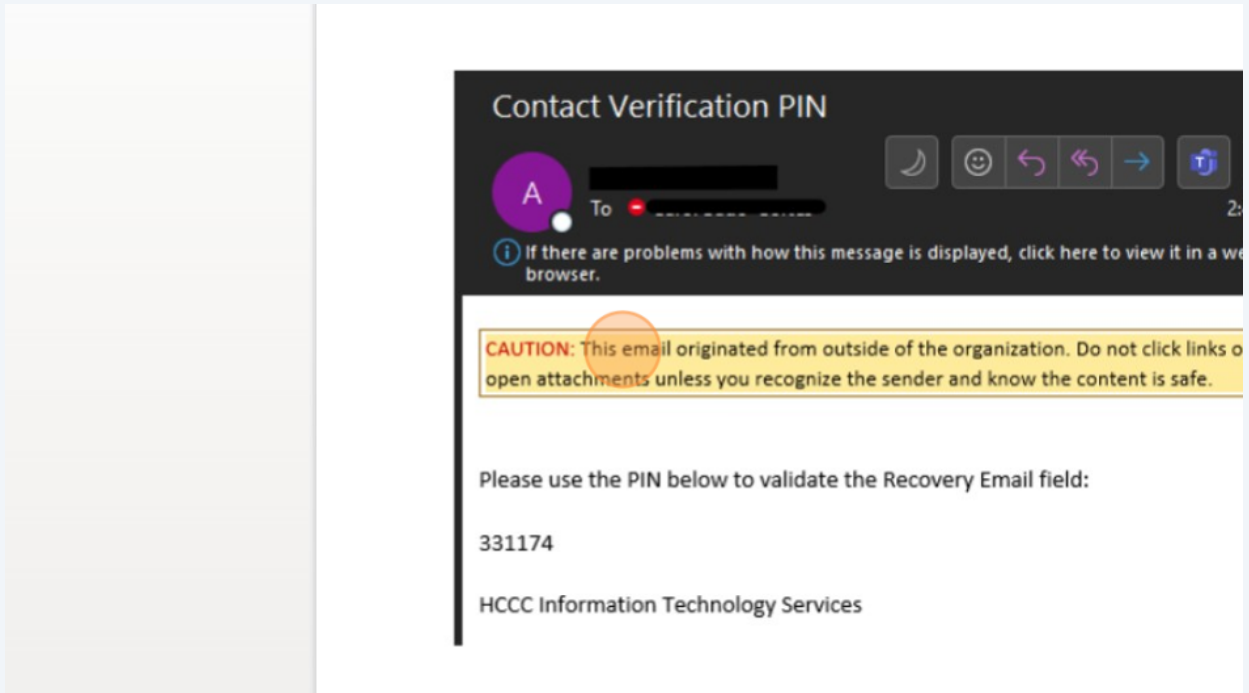 Contact Verification PIN
A
To
2:
If there are problems with how this message is displayed, click here to view it in a we
browser.
CAUTION: This email originated from outside of the organization. Do not click links o
open attachments unless you recognize the sender and know the content is safe.
Please use the PIN below to validate the Recovery Email field:
331174
HCCC Information Technology Services